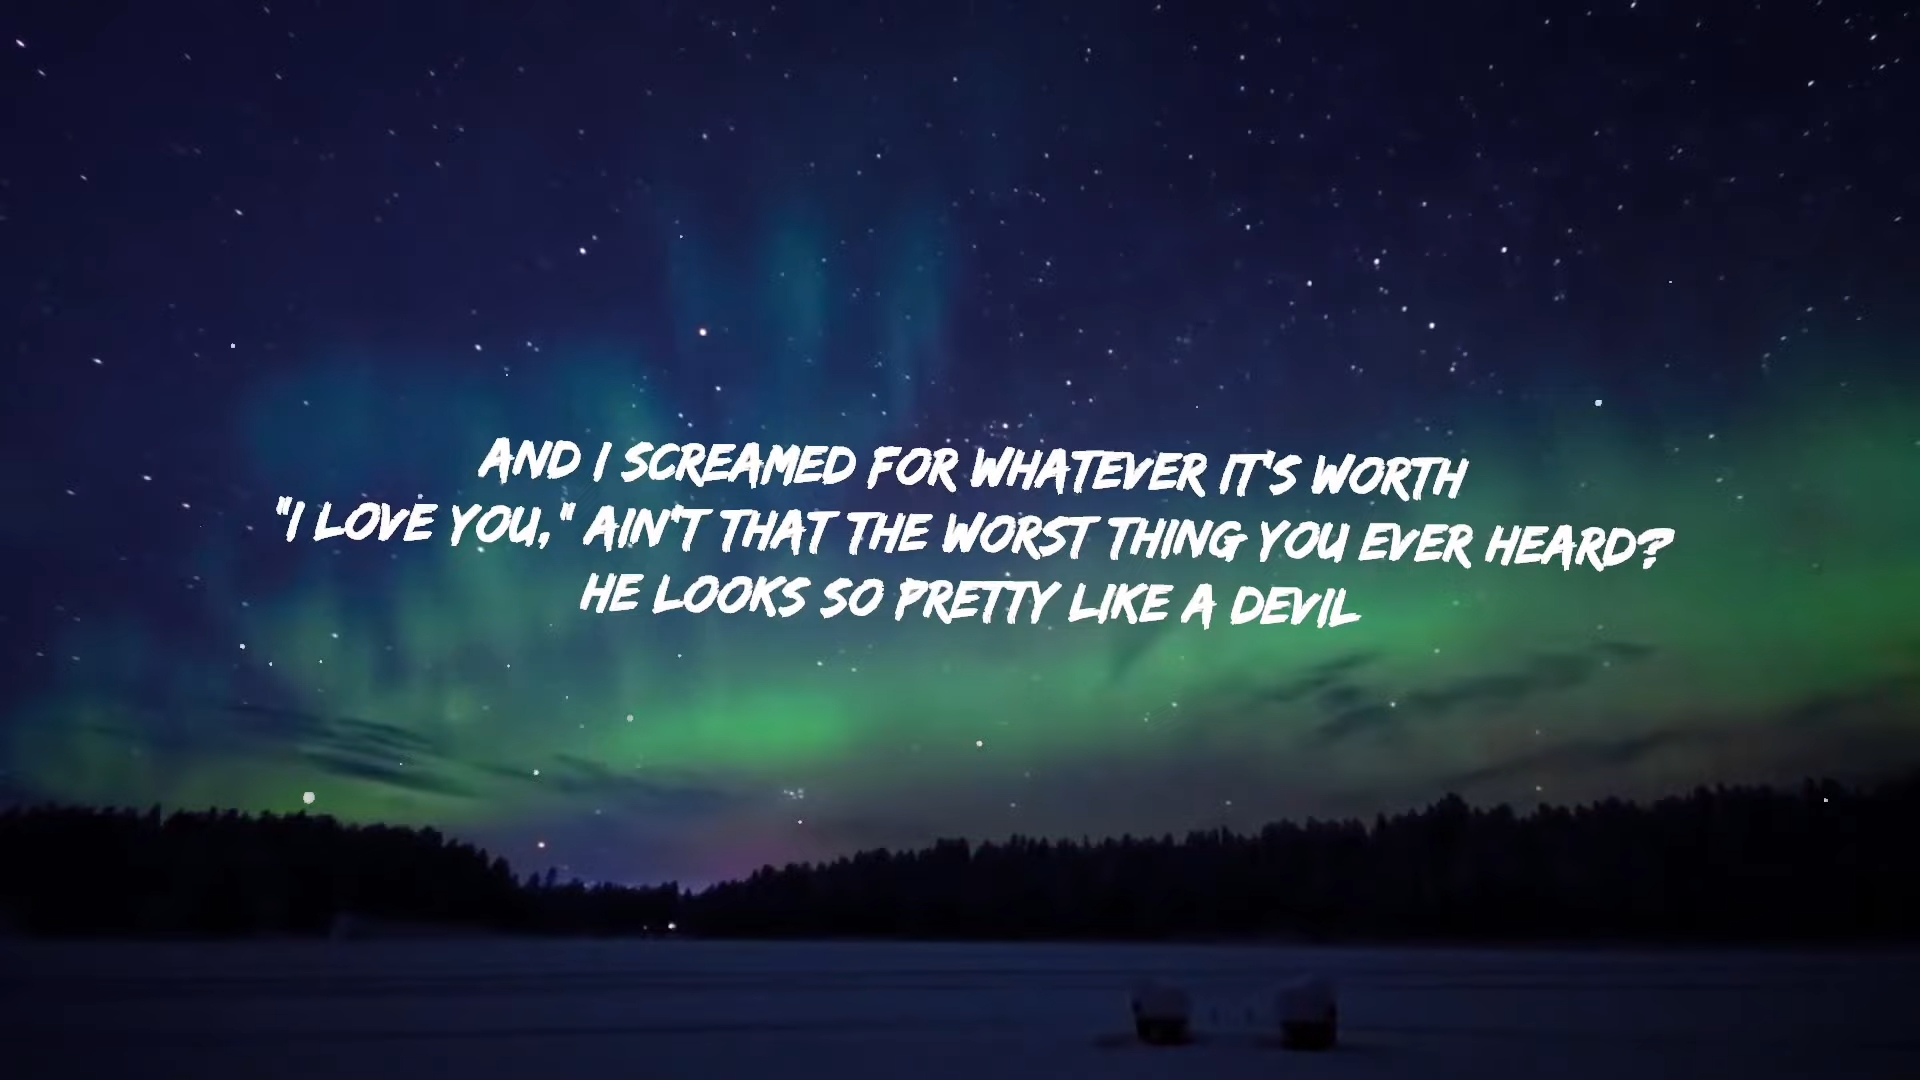 AND I SCREAMED FOR WHATEVER IT'S WORTH
"I LOVE YOU," AIN'T THAT THE WORST THING YOU EVER HEARD?
HE LOOKS SO PRETTY LIKE A DEVIL